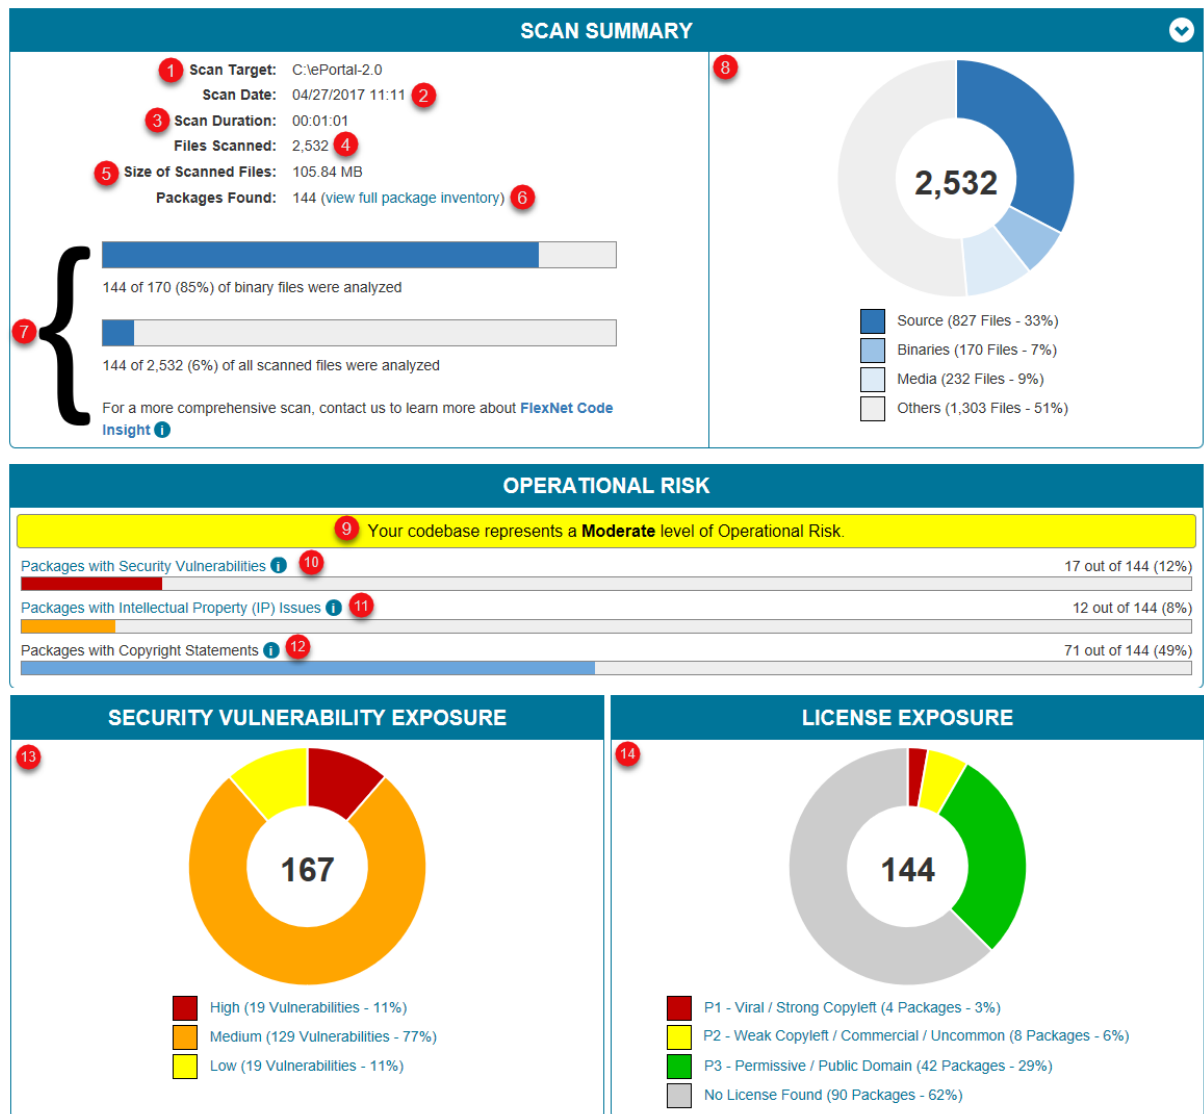 SCAN SUMMARY
1 Scan Target: C:\ePortal-2.0
Scan Date: 04/27/2017 11:11 2
3 Scan Duration: 00:01:01
Files Scanned: 2,532 4
5 Size of Scanned Files: 105.84 MB
Packages Found: 144 (view full package inventory) 6
7
144 of 170 (85%) of binary files were analyzed
144 of 2,532 (6%) of all scanned files were analyzed
For a more comprehensive scan, contact us to learn more about FlexNet Code
Insight i
8
2,532
Source (827 Files - 33%)
Binaries (170 Files - 7%)
Media (232 Files - 9%)
Others (1,303 Files - 51%)
OPERATIONAL RISK
9 Your codebase represents a Moderate level of Operational Risk.
Packages with Security Vulnerabilities i 10 17 out of 144 (12%)
Packages with Intellectual Property (IP) Issues i 11 12 out of 144 (8%)
Packages with Copyright Statements i 12 71 out of 144 (49%)
SECURITY VULNERABILITY EXPOSURE
13
167
High (19 Vulnerabilities - 11%)
Medium (129 Vulnerabilities - 77%)
Low (19 Vulnerabilities - 11%)
LICENSE EXPOSURE
14
144
P1 - Viral / Strong Copyleft (4 Packages - 3%)
P2 - Weak Copyleft / Commercial / Uncommon (8 Packages - 6%)
P3 - Permissive / Public Domain (42 Packages - 29%)
No License Found (90 Packages - 62%)